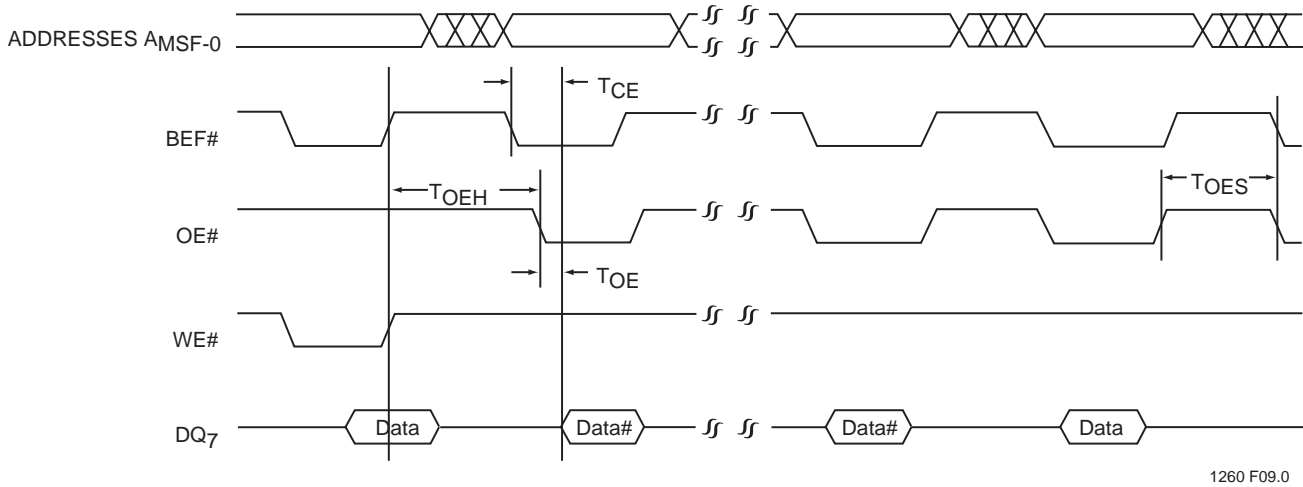 ADDRESSES AMSF-0
TCE
BEF#
TOEH
TOES
OE#
TOE
WE#
DQ7
Data
Data#
Data#
Data
1260 F09.0